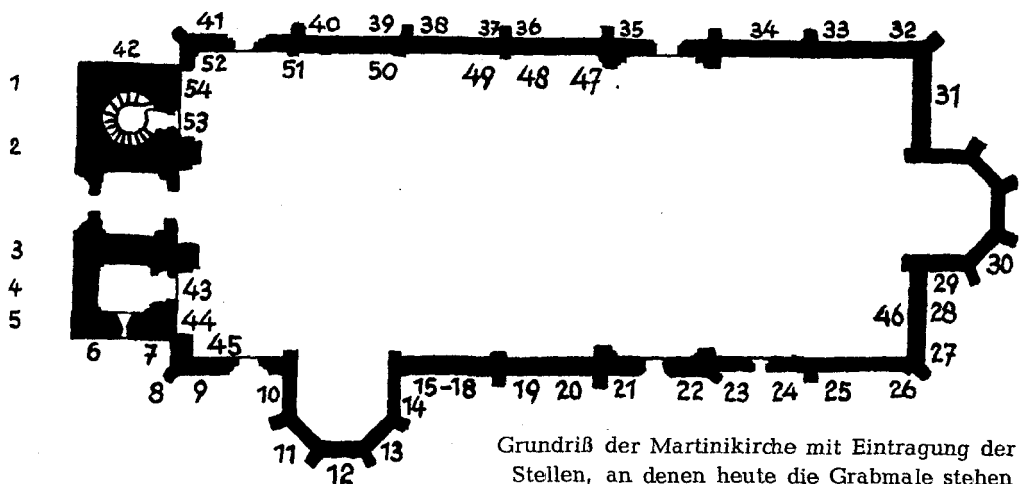 41 40 39 38 37 36 35 34 33 32
42 52 51 50 49 48 47
1 54 31
53
2
3
4 43 29 30
5 44 46 28
6 7 45 27
8 9 10 15-18 19 20 21 22 23 24 25 26
14
11 12 13
Grundriß der Martinikirche mit Eintragung der
Stellen, an denen heute die Grabmale stehen